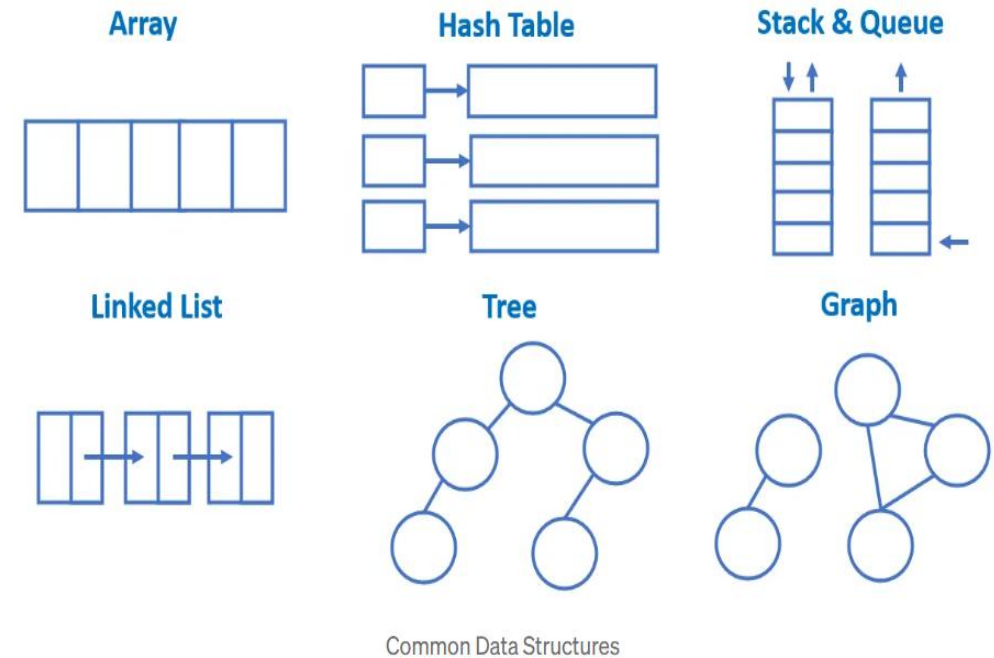 Array
Hash Table
Stack & Queue
Linked List
Tree
Graph
Common Data Structures